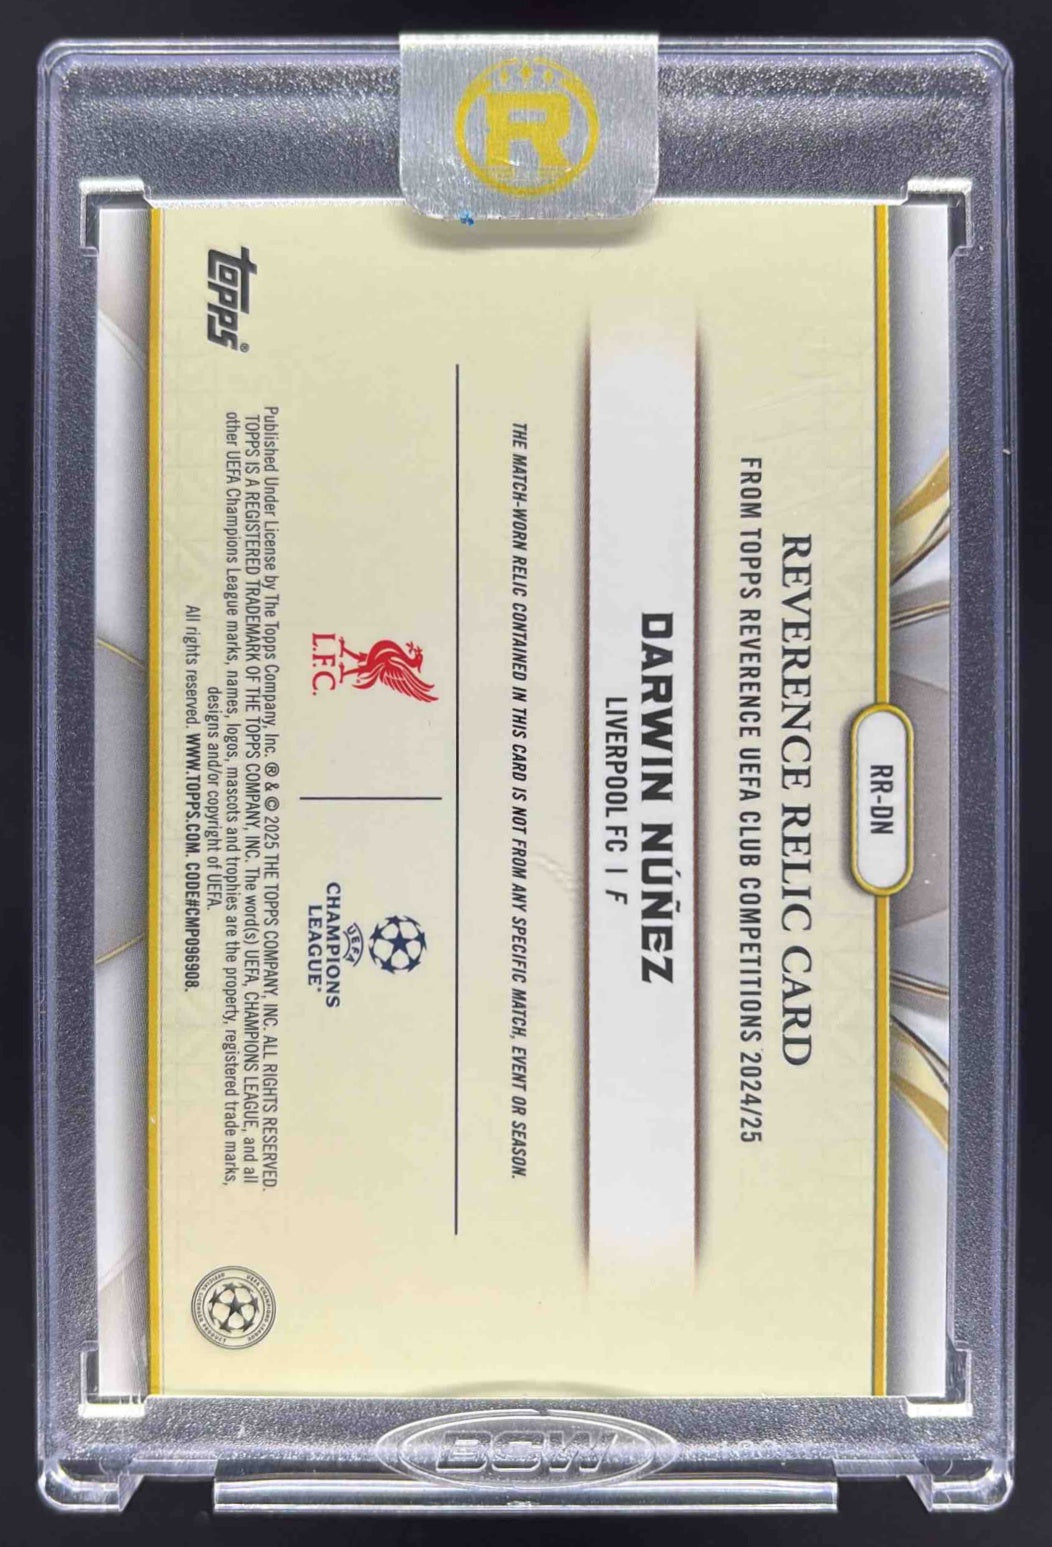 R
RR-DN
REVERENCE RELIC CARD
FROM TOPPS REVERENCE UEFA CLUB COMPETITIONS 2024/25
DARWIN NÚÑEZ
LIVERPOOL FC | F
THE MATCH-WORN RELIC CONTAINED IN THIS CARD IS NOT FROM ANY SPECIFIC MATCH, EVENT OR SEASON.
L.F.C.
UEFA
CHAMPIONS
LEAGUE®
topps®
Published Under License by The Topps Company, Inc. ® & © 2025 THE TOPPS COMPANY, INC. ALL RIGHTS RESERVED.
TOPPS IS A REGISTERED TRADEMARK OF THE TOPPS COMPANY, INC. The word(s) UEFA, CHAMPIONS LEAGUE, and all
other UEFA Champions League marks, names, logos, mascots and trophies are the property, registered trade marks,
designs and/or copyright of UEFA.
All rights reserved. WWW.TOPPS.COM. CODE#CMP096908.
BCW